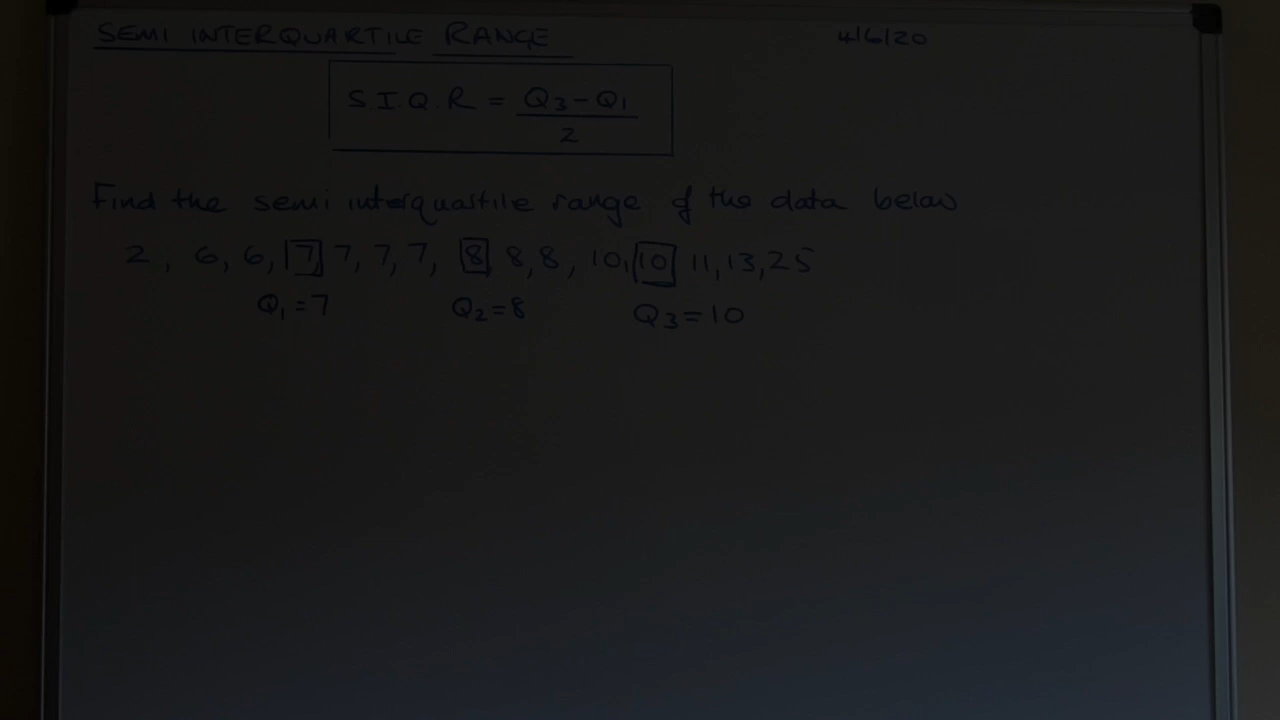 SEMI INTERQUARTILE RANGE 4/6/20
S.I.Q.R = Q3-Q1
2
Find the semi interquartile range of the data below
2, 6, 6, 7, 7, 7, 7, 8, 8, 8, 10, 10, 11, 13, 25
Q1=7 Q2=8 Q3=10